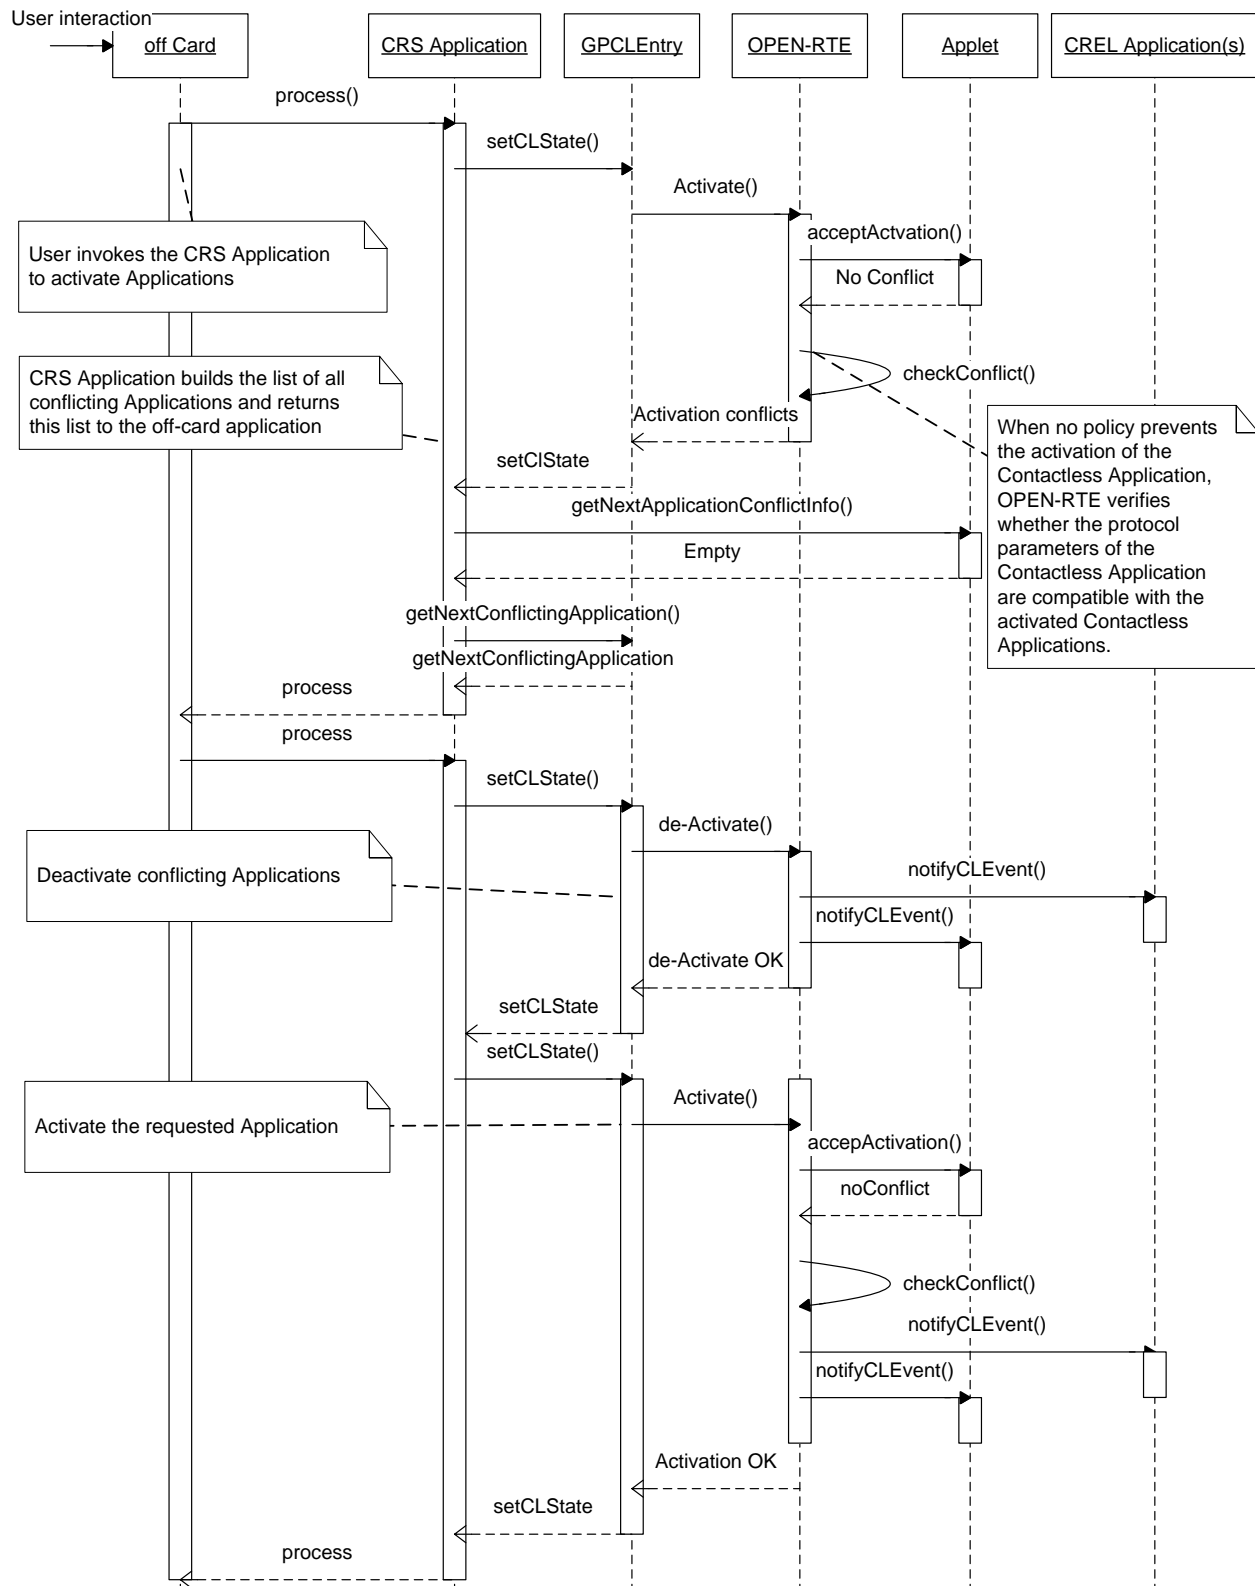 User interaction
off Card
CRS Application
GPCLEntry
OPEN-RTE
Applet
CREL Application(s)
process()
setCLState()
Activate()
acceptActvation()
No Conflict
User invokes the CRS Application
to activate Applications
checkConflict()
CRS Application builds the list of all
conflicting Applications and returns
this list to the off-card application
Activation conflicts
When no policy prevents
the activation of the
Contactless Application,
OPEN-RTE verifies
whether the protocol
parameters of the
Contactless Application
are compatible with the
activated Contactless
Applications.
setClState
getNextApplicationConflictInfo()
Empty
getNextConflictingApplication()
getNextConflictingApplication
process
process
setCLState()
de-Activate()
Deactivate conflicting Applications
notifyCLEvent()
notifyCLEvent()
de-Activate OK
setCLState
setCLState()
Activate()
Activate the requested Application
accepActivation()
noConflict
checkConflict()
notifyCLEvent()
notifyCLEvent()
Activation OK
setCLState
process